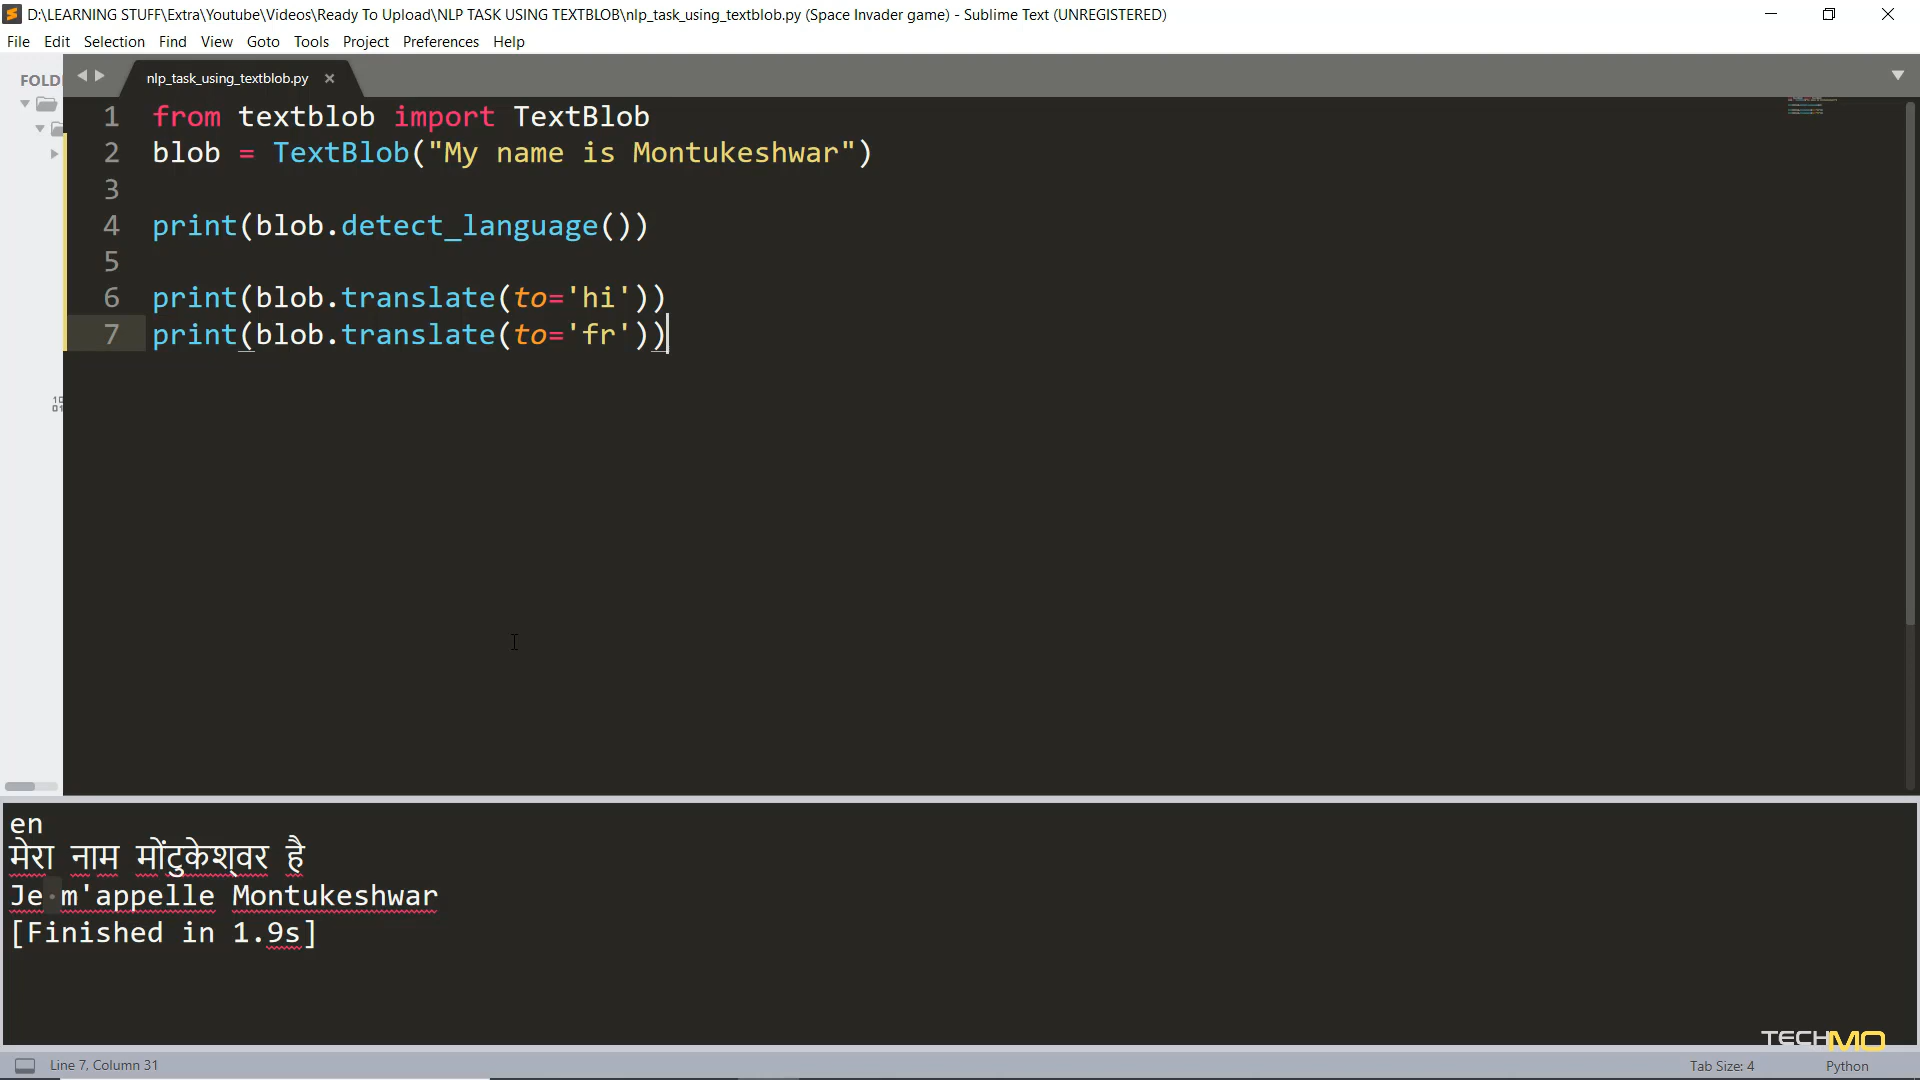 D:\LEARNING STUFF\Extra\Youtube\Videos\Ready To Upload\NLP TASK USING TEXTBLOB\nlp_task_using_textblob.py (Space Invader game) - Sublime Text (UNREGISTERED)
File Edit Selection Find View Goto Tools Project Preferences Help
FOLD
nlp_task_using_textblob.py ×
1 from textblob import TextBlob
2 blob = TextBlob("My name is Montukeshwar")
3
4 print(blob.detect_language())
5
6 print(blob.translate(to='hi'))
7 print(blob.translate(to='fr'))
en
मेरा नाम मोंटुकेश्वर है
Je m'appelle Montukeshwar
[Finished in 1.9s]
TECHMO
Line 7, Column 31 Tab Size: 4 Python